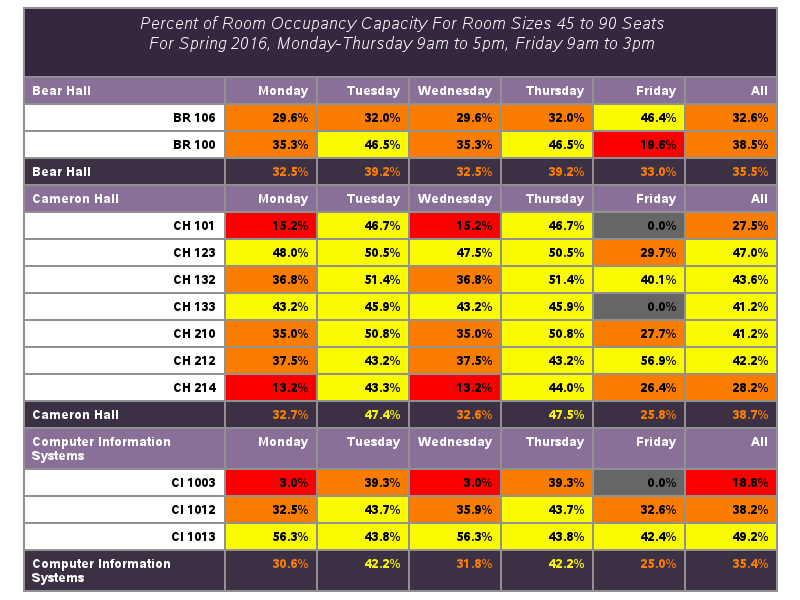 Percent of Room Occupancy Capacity For Room Sizes 45 to 90 Seats
For Spring 2016, Monday-Thursday 9am to 5pm, Friday 9am to 3pm
Bear Hall Monday Tuesday Wednesday Thursday Friday All
BR 106 29.6% 32.0% 29.6% 32.0% 46.4% 32.6%
BR 100 35.3% 46.5% 35.3% 46.5% 19.6% 38.5%
Bear Hall 32.5% 39.2% 32.5% 39.2% 33.0% 35.5%
Cameron Hall Monday Tuesday Wednesday Thursday Friday All
CH 101 15.2% 46.7% 15.2% 46.7% 0.0% 27.5%
CH 123 48.0% 50.5% 47.5% 50.5% 29.7% 47.0%
CH 132 36.8% 51.4% 36.8% 51.4% 40.1% 43.6%
CH 133 43.2% 45.9% 43.2% 45.9% 0.0% 41.2%
CH 210 35.0% 50.8% 35.0% 50.8% 27.7% 41.2%
CH 212 37.5% 43.2% 37.5% 43.2% 56.9% 42.2%
CH 214 13.2% 43.3% 13.2% 44.0% 26.4% 28.2%
Cameron Hall 32.7% 47.4% 32.6% 47.5% 25.8% 38.7%
Computer Information Monday Tuesday Wednesday Thursday Friday All
Systems
CI 1003 3.0% 39.3% 3.0% 39.3% 0.0% 18.8%
CI 1012 32.5% 43.7% 35.9% 43.7% 32.6% 38.2%
CI 1013 56.3% 43.8% 56.3% 43.8% 42.4% 49.2%
Computer Information 30.6% 42.2% 31.8% 42.2% 25.0% 35.4%
Systems